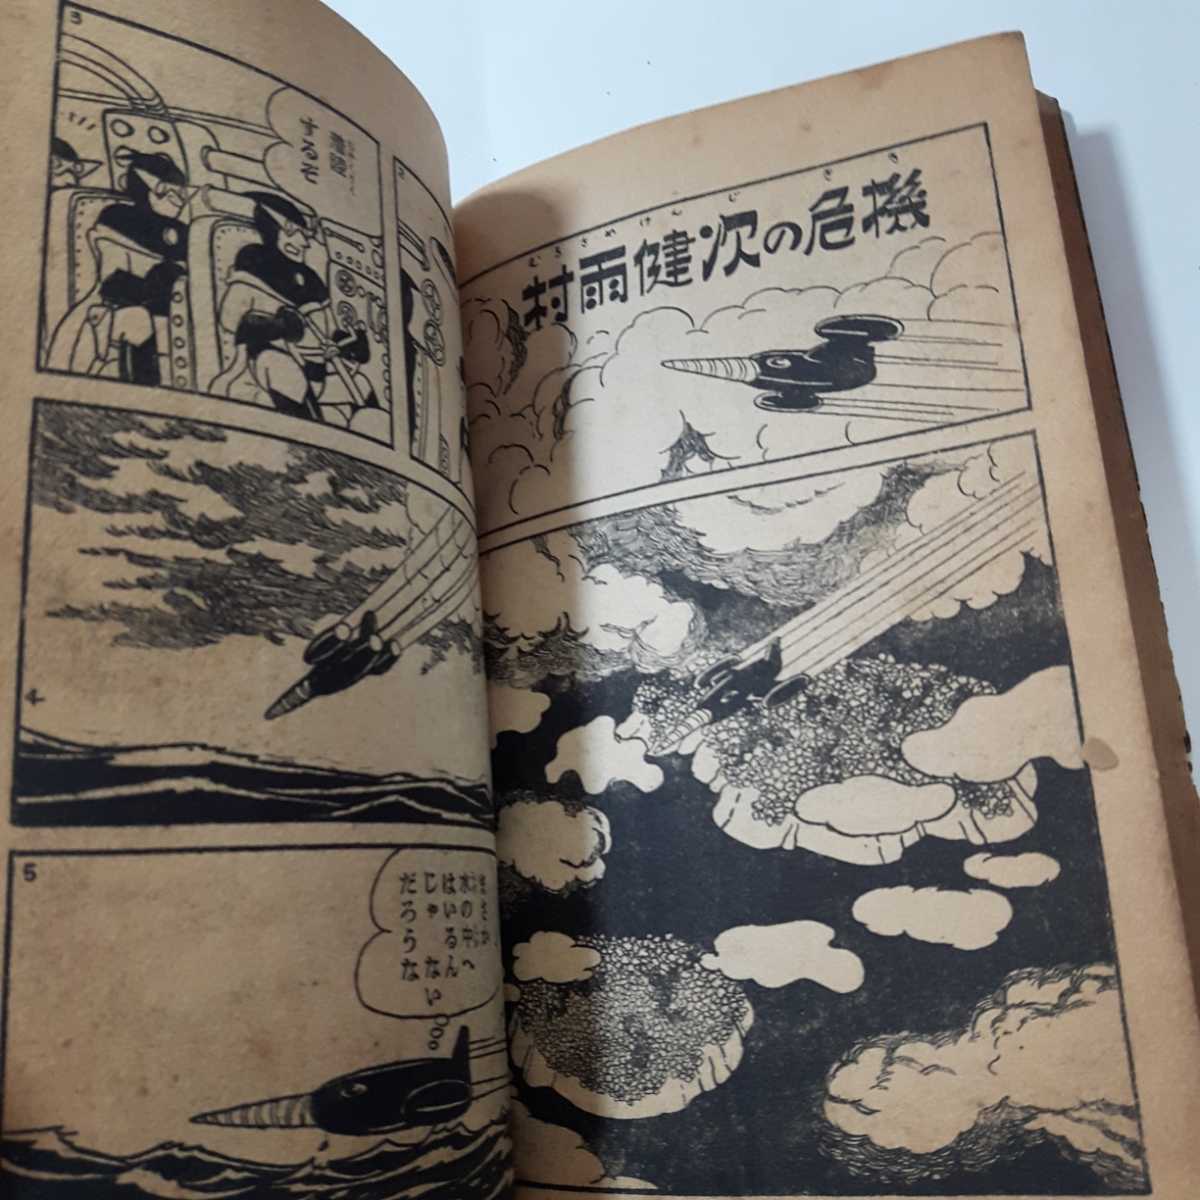 むらさめけんじ きき
村雨健次の危機
2
3
するぞ
4
5
まさか
水の中へ
はいるん
じゃない
だろうな